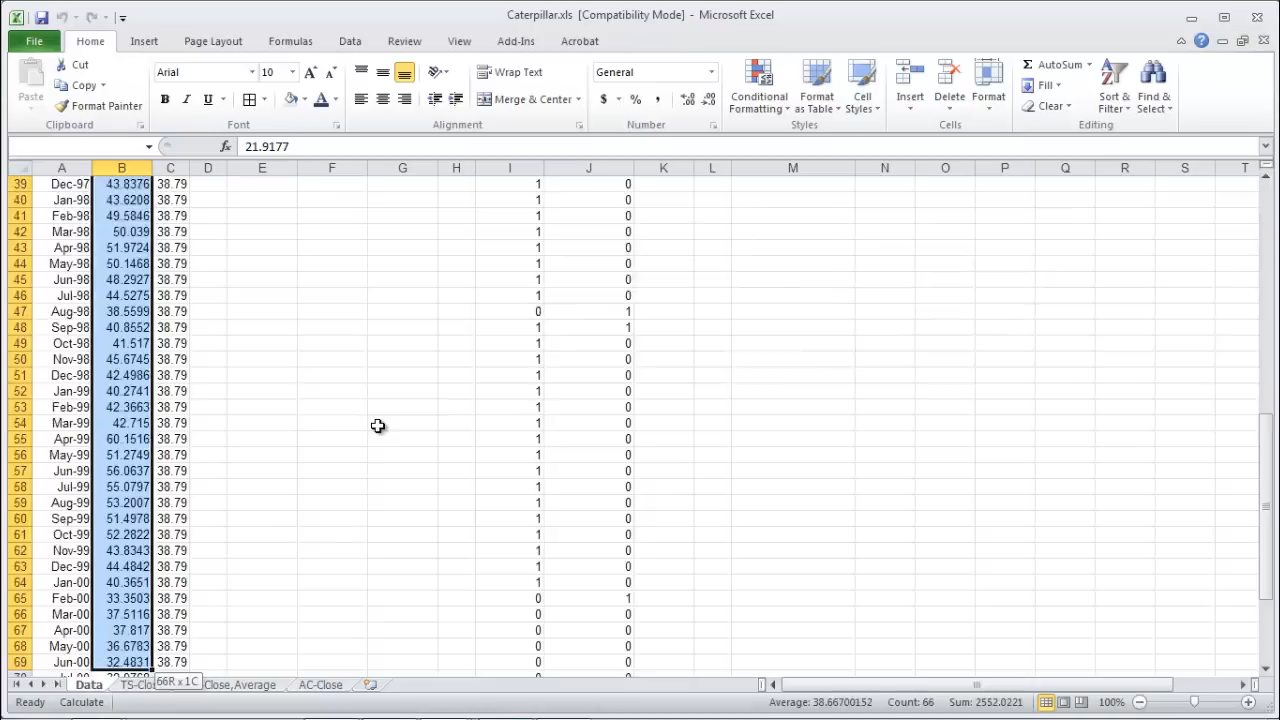 Caterpillar.xls [Compatibility Mode] - Microsoft Excel
File Home Insert Page Layout Formulas Data Review View Add-Ins Acrobat
Paste
Cut
Copy
Format Painter
Clipboard
Arial 10
B I U
Font
Wrap Text
Merge & Center
Alignment
General
$ % ,
Number
Conditional Formatting
Format as Table
Cell Styles
Styles
Insert Delete Format
Cells
AutoSum
Fill
Clear
Sort & Filter
Find & Select
Editing
fx 21.9177
A B C D E F G H I J K L M N O P Q R S T
39 Dec-97 43.8376 38.79 1 0
40 Jan-98 43.6208 38.79 1 0
41 Feb-98 49.5846 38.79 1 0
42 Mar-98 50.039 38.79 1 0
43 Apr-98 51.9724 38.79 1 0
44 May-98 50.1468 38.79 1 0
45 Jun-98 48.2927 38.79 1 0
46 Jul-98 44.5275 38.79 1 0
47 Aug-98 38.5599 38.79 0 1
48 Sep-98 40.8552 38.79 1 1
49 Oct-98 41.517 38.79 1 0
50 Nov-98 45.6745 38.79 1 0
51 Dec-98 42.4986 38.79 1 0
52 Jan-99 40.2741 38.79 1 0
53 Feb-99 42.3663 38.79 1 0
54 Mar-99 42.715 38.79 1 0
55 Apr-99 60.1516 38.79 1 0
56 May-99 51.2749 38.79 1 0
57 Jun-99 56.0637 38.79 1 0
58 Jul-99 55.0797 38.79 1 0
59 Aug-99 53.2007 38.79 1 0
60 Sep-99 51.4978 38.79 1 0
61 Oct-99 52.2822 38.79 1 0
62 Nov-99 43.8343 38.79 1 0
63 Dec-99 44.4842 38.79 1 0
64 Jan-00 40.3651 38.79 1 0
65 Feb-00 33.3503 38.79 0 1
66 Mar-00 37.5116 38.79 0 0
67 Apr-00 37.817 38.79 0 0
68 May-00 36.6783 38.79 0 0
69 Jun-00 32.4831 38.79 0 0
66R x 1C
Data TS-Clo Close,Average AC-Close
Ready Calculate Average: 38.66700152 Count: 66 Sum: 2552.0221 100%